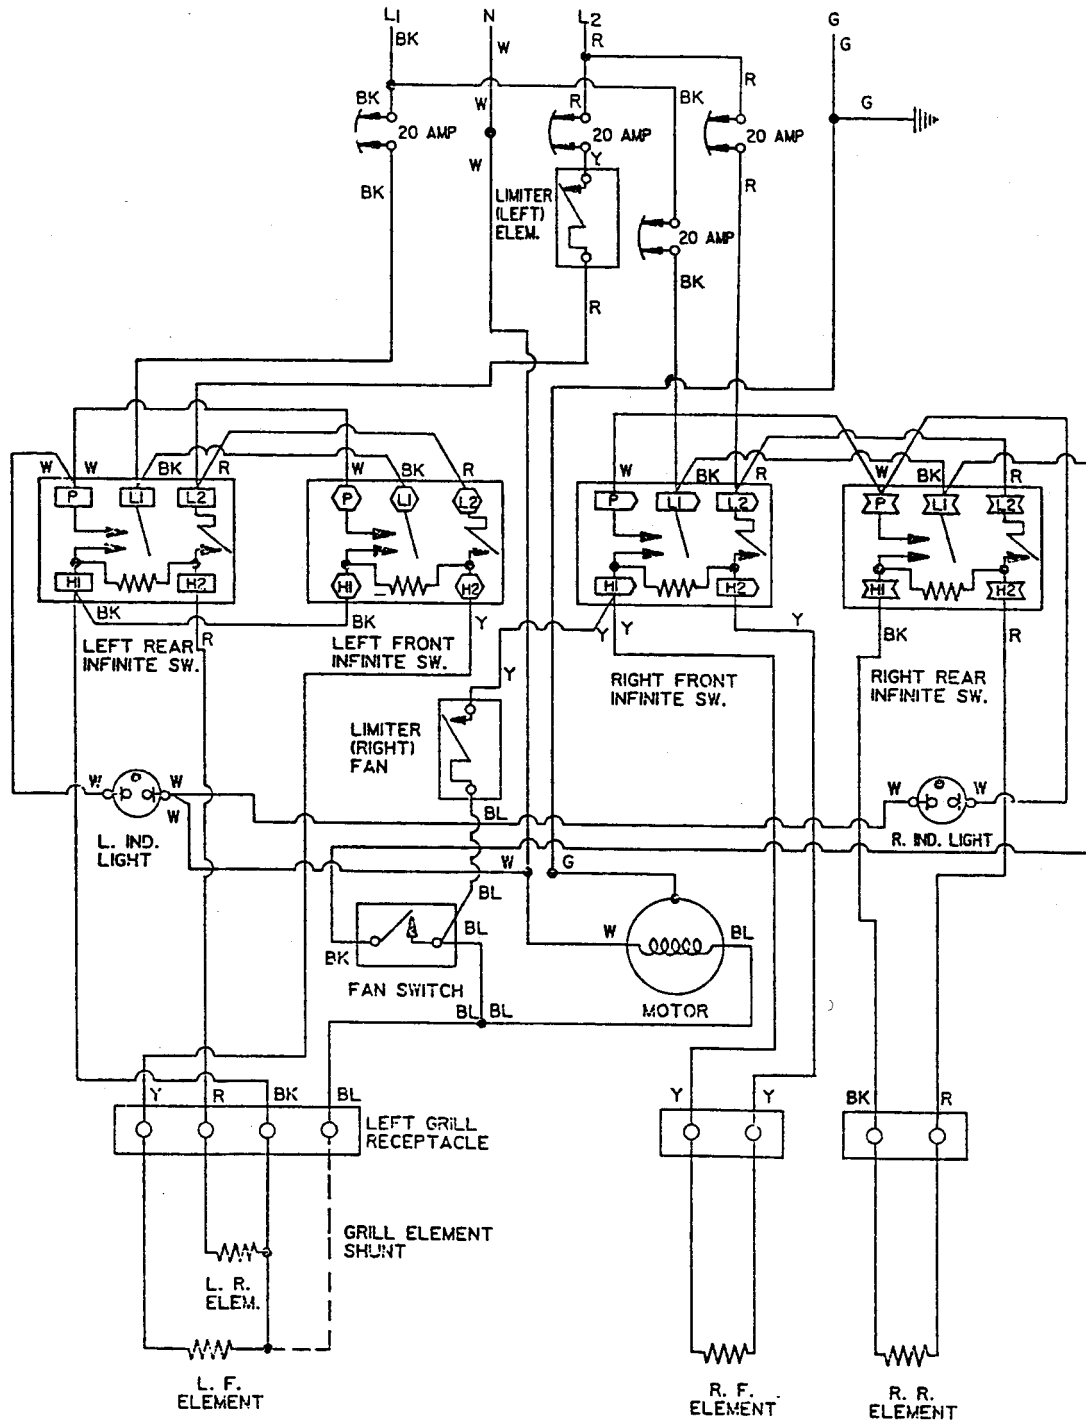 L1 N L2 G
BK W R G
BK W R BK R G
20 AMP 20 AMP 20 AMP
W Y
BK R
LIMITER
(LEFT)
ELEM.
20 AMP
BK
R
W W BK R W BK R W BK R W BK R
P L1 L2 P L1 L2 P L1 L2 P L1 L2
H1 H2 H1 H2 H1 H2 H1 H2
BK R BK Y Y Y Y BK R
LEFT REAR
INFINITE SW.
LEFT FRONT
INFINITE SW.
RIGHT FRONT
INFINITE SW.
RIGHT REAR
INFINITE SW.
Y
LIMITER
(RIGHT)
FAN
W W W W
W BL
L. IND.
LIGHT
R. IND. LIGHT
W G
BL
BL W BL
BK
FAN SWITCH
MOTOR
BL BL
Y R BK BL Y Y BK R
LEFT GRILL
RECEPTACLE
GRILL ELEMENT
SHUNT
L. R.
ELEM.
L. F.
ELEMENT
R. F.
ELEMENT
R. R.
ELEMENT